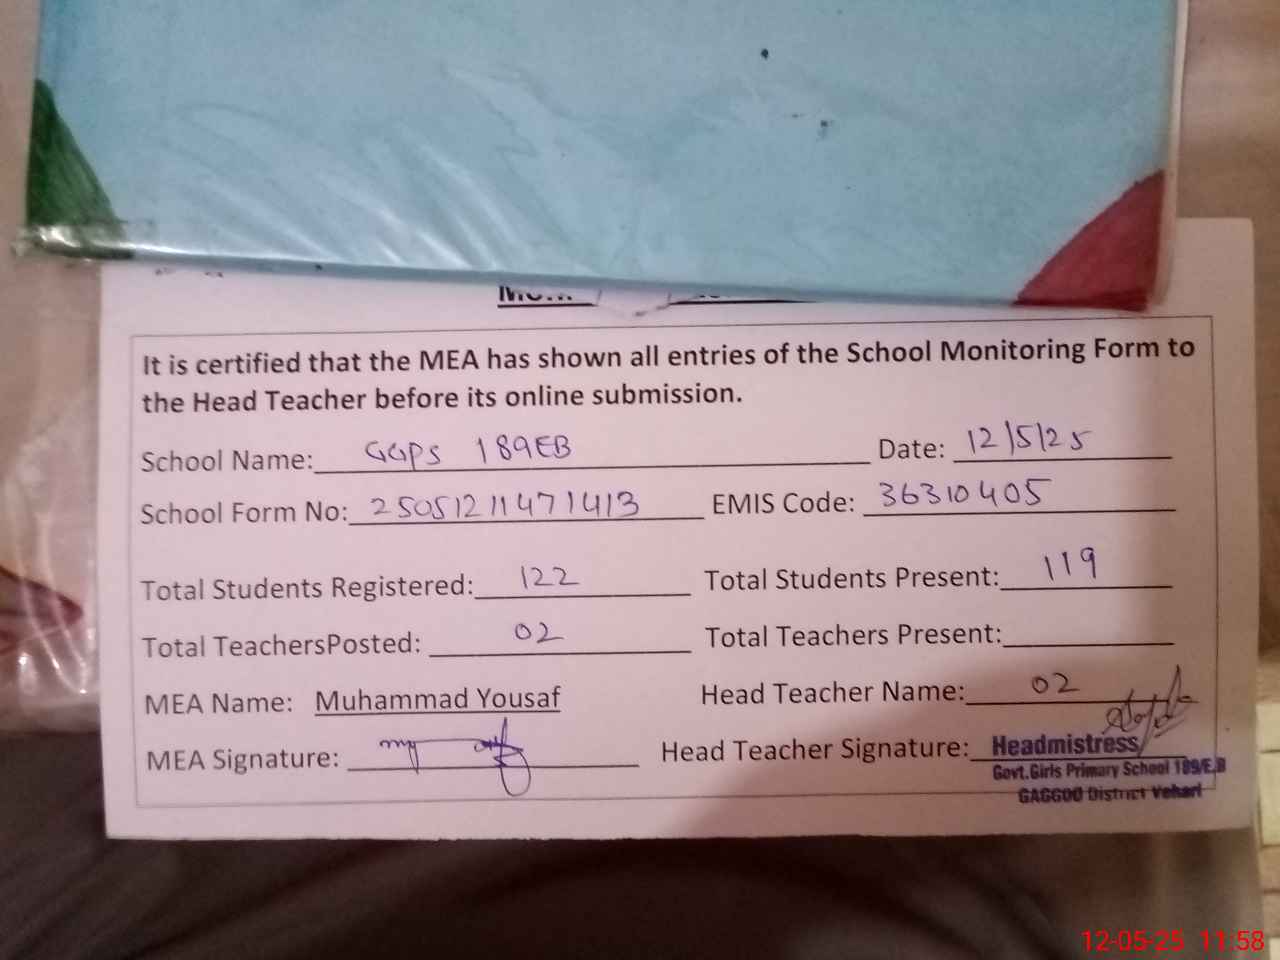 It is certified that the MEA has shown all entries of the School Monitoring Form to
the Head Teacher before its online submission.
School Name: GGPS 189EB Date: 12/5/25
School Form No: 25051211471413 EMIS Code: 36310405
Total Students Registered: 122 Total Students Present: 119
Total TeachersPosted: 02 Total Teachers Present:
MEA Name: Muhammad Yousaf Head Teacher Name: 02
MEA Signature: Head Teacher Signature: Headmistress
Govt.Girls Primary School 189/E.B
GAGGOO District Vehari
12-05-25 11:58